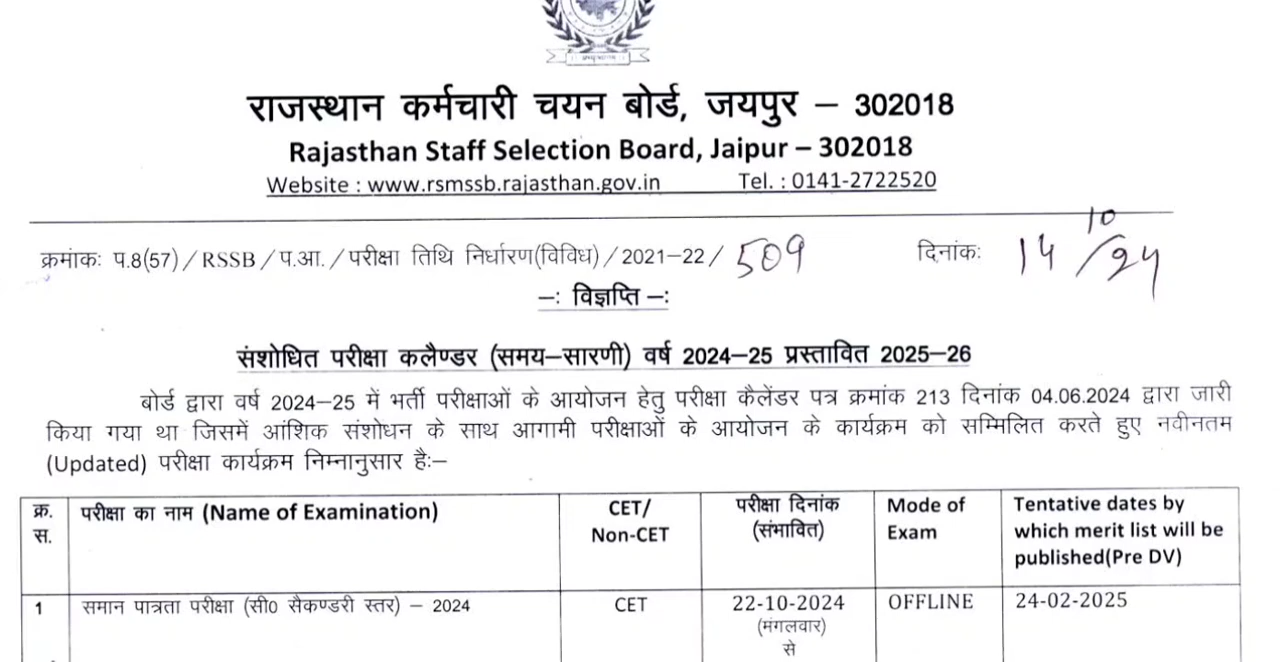 राजस्थान कर्मचारी चयन बोर्ड, जयपुर – 302018
Rajasthan Staff Selection Board, Jaipur – 302018
Website : www.rsmssb.rajasthan.gov.in Tel. : 0141-2722520
क्रमांकः प.8(57) / RSSB / प.आ. / परीक्षा तिथि निर्धारण(विविध) / 2021–22 / 509 दिनांकः 14/10/24
–: विज्ञप्ति –:
संशोधित परीक्षा कलैण्डर (समय–सारणी) वर्ष 2024–25 प्रस्तावित 2025–26
बोर्ड द्वारा वर्ष 2024–25 में भर्ती परीक्षाओं के आयोजन हेतु परीक्षा कैलेंडर पत्र क्रमांक 213 दिनांक 04.06.2024 द्वारा जारी
किया गया था जिसमें आंशिक संशोधन के साथ आगामी परीक्षाओं के आयोजन के कार्यक्रम को सम्मिलित करते हुए नवीनतम
(Updated) परीक्षा कार्यक्रम निम्नानुसार है:–
क्र. स. परीक्षा का नाम (Name of Examination) CET/ Non-CET परीक्षा दिनांक (संभावित) Mode of Exam Tentative dates by which merit list will be published(Pre DV)
1 समान पात्रता परीक्षा (सी0 सैकण्डरी स्तर) – 2024 CET 22-10-2024 OFFLINE 24-02-2025
(मंगलवार)
से